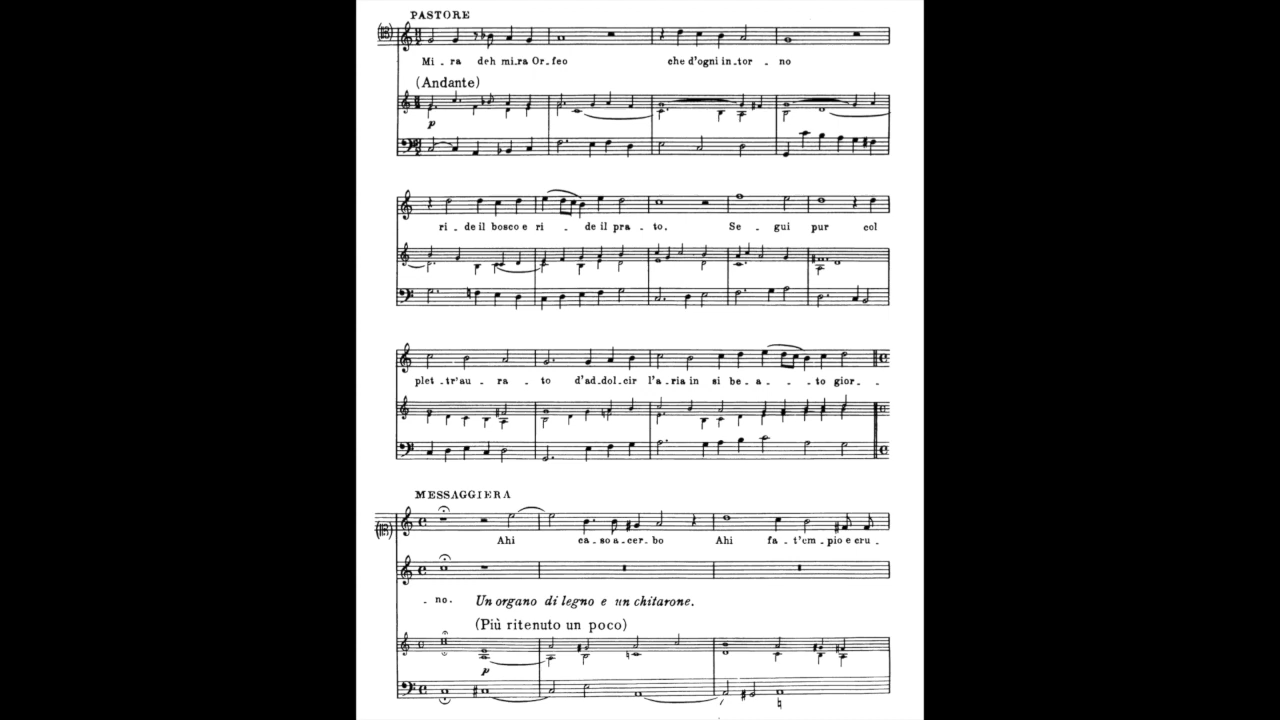 PASTORE
Mi - ra deh mi-ra Or-feo che d'ogni in-tor - no
(Andante)
p
ri - de il bosco e ri - de il pra - to. Se - gui pur col
plet - tr'au - ra - to d'ad-dol-cir l'a-ria in si be - a - - to gior - -
MESSAGGIERA
Ahi ca-so a-cer-bo Ahi fa-t'em-pio e cru -
- no. Un organo di legno e un chitarone.
(Più ritenuto un poco)
p